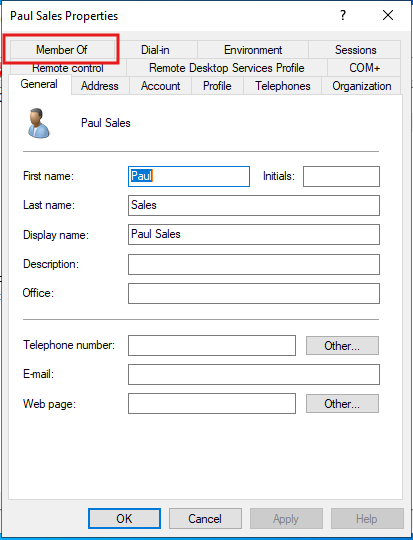 Paul Sales Properties ? ×
Member Of Dial-in Environment Sessions
Remote control Remote Desktop Services Profile COM+
General Address Account Profile Telephones Organization
Paul Sales
First name: Paul Initials:
Last name: Sales
Display name: Paul Sales
Description:
Office:
Telephone number: Other...
E-mail:
Web page: Other...
OK Cancel Apply Help